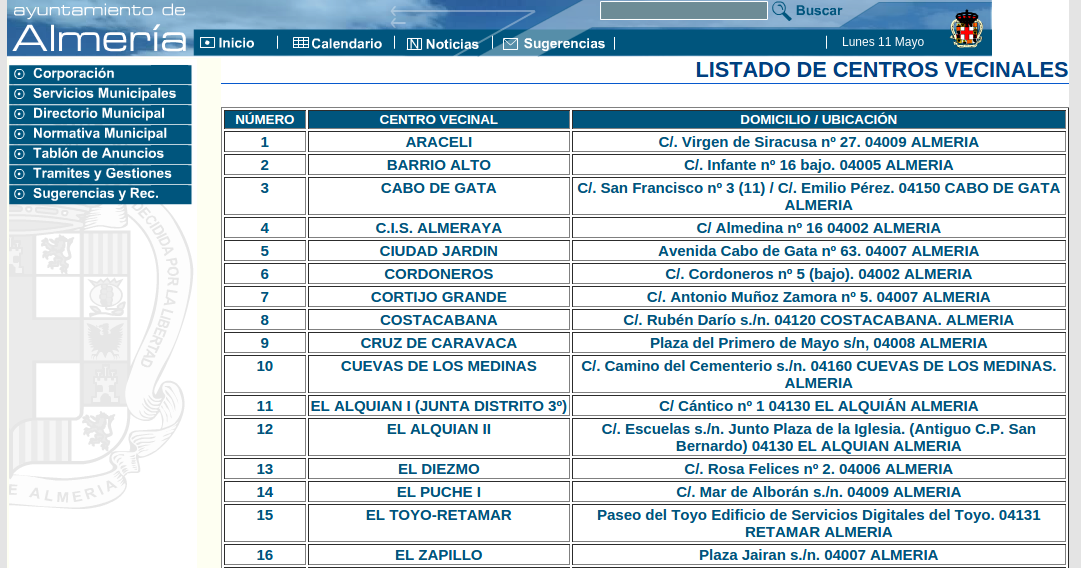 ayuntamiento de
Almería
Buscar
Inicio
Calendario
Noticias
Sugerencias
Lunes 11 Mayo
Corporación
Servicios Municipales
Directorio Municipal
Normativa Municipal
Tablón de Anuncios
Tramites y Gestiones
Sugerencias y Rec.
DECIDIDA POR LA LIBERTAD
DE ALMERIA
LISTADO DE CENTROS VECINALES
NÚMERO CENTRO VECINAL DOMICILIO / UBICACIÓN
1 ARACELI C/. Virgen de Siracusa nº 27. 04009 ALMERIA
2 BARRIO ALTO C/. Infante nº 16 bajo. 04005 ALMERIA
3 CABO DE GATA C/. San Francisco nº 3 (11) / C/. Emilio Pérez. 04150 CABO DE GATA
ALMERIA
4 C.I.S. ALMERAYA C/ Almedina nº 16 04002 ALMERIA
5 CIUDAD JARDIN Avenida Cabo de Gata nº 63. 04007 ALMERIA
6 CORDONEROS C/. Cordoneros nº 5 (bajo). 04002 ALMERIA
7 CORTIJO GRANDE C/. Antonio Muñoz Zamora nº 5. 04007 ALMERIA
8 COSTACABANA C/. Rubén Darío s./n. 04120 COSTACABANA. ALMERIA
9 CRUZ DE CARAVACA Plaza del Primero de Mayo s/n, 04008 ALMERIA
10 CUEVAS DE LOS MEDINAS C/. Camino del Cementerio s./n. 04160 CUEVAS DE LOS MEDINAS.
ALMERIA
11 EL ALQUIAN I (JUNTA DISTRITO 3º) C/ Cántico nº 1 04130 EL ALQUIÁN ALMERIA
12 EL ALQUIAN II C/. Escuelas s./n. Junto Plaza de la Iglesia. (Antiguo C.P. San
Bernardo) 04130 EL ALQUIAN ALMERIA
13 EL DIEZMO C/. Rosa Felices nº 2. 04006 ALMERIA
14 EL PUCHE I C/. Mar de Alborán s./n. 04009 ALMERIA
15 EL TOYO-RETAMAR Paseo del Toyo Edificio de Servicios Digitales del Toyo. 04131
RETAMAR ALMERIA
16 EL ZAPILLO Plaza Jairan s./n. 04007 ALMERIA